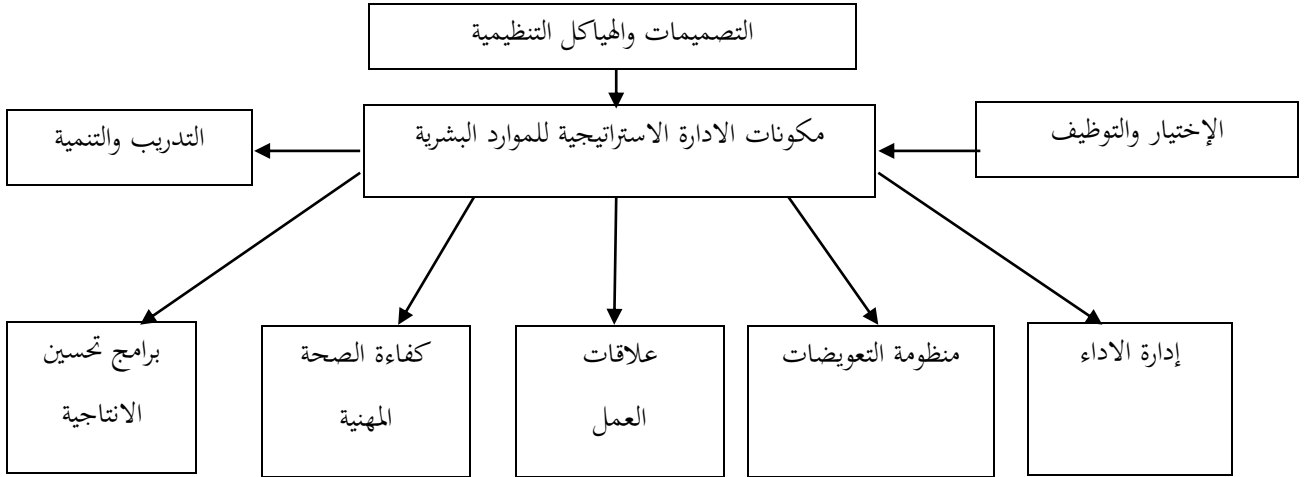 التصميمات والهياكل التنظيمية
الإختيار والتوظيف
مكونات الادارة الاستراتيجية للموارد البشرية
التدريب والتنمية
إدارة الاداء
منظومة التعويضات
علاقات
العمل
كفاءة الصحة
المهنية
برامج تحسين
الانتاجية